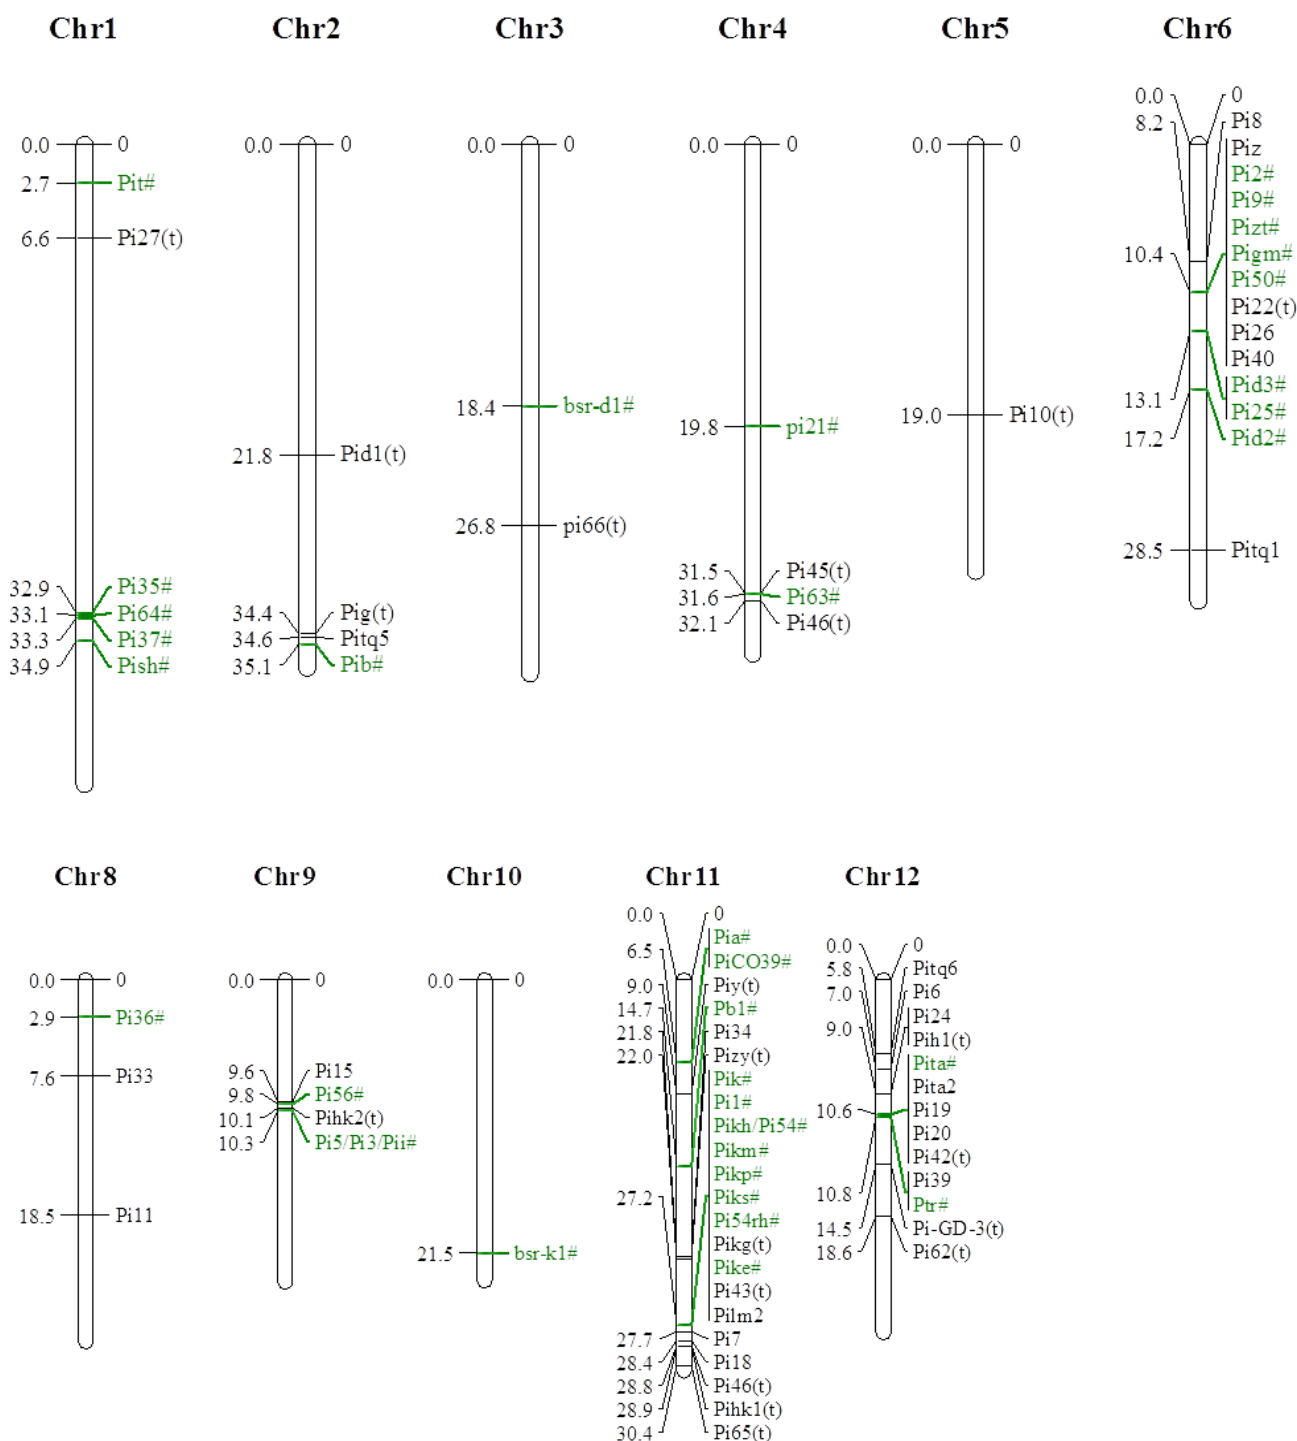 Chr1
0.0 0
2.7 Pit#
6.6 Pi27(t)
32.9 Pi35#
33.1 Pi64#
33.3 Pi37#
34.9 Pish#
Chr2
0.0 0
21.8 Pid1(t)
34.4 Pig(t)
34.6 Pitq5
35.1 Pib#
Chr3
0.0 0
18.4 bsr-d1#
26.8 pi66(t)
Chr4
0.0 0
19.8 pi21#
31.5 Pi45(t)
31.6 Pi63#
32.1 Pi46(t)
Chr5
0.0 0
19.0 Pi10(t)
Chr6
0.0 0
8.2 Pi8
Piz
Pi2#
Pi9#
Pizt#
10.4 Pigm#
Pi50#
Pi22(t)
Pi26
Pi40
Pid3#
13.1
Pi25#
17.2 Pid2#
28.5 Pitq1
Chr8
0.0 0
2.9 Pi36#
7.6 Pi33
18.5 Pi11
Chr9
0.0 0
9.6 Pi15
9.8 Pi56#
10.1 Pihk2(t)
10.3 Pi5/Pi3/Pii#
Chr10
0.0 0
21.5 bsr-k1#
Chr11
0.0 0
Pia#
6.5
PiCO39#
9.0 Piy(t)
14.7 Pb1#
21.8 Pi34
22.0 Pizy(t)
Pik#
Pi1#
Pikh/Pi54#
Pikm#
Pikp#
27.2 Piks#
Pi54rh#
Pikg(t)
Pike#
Pi43(t)
Pilm2
27.7 Pi7
28.4 Pi18
28.8 Pi46(t)
28.9 Pihk1(t)
30.4 Pi65(t)
Chr12
0.0 0
5.8 Pitq6
7.0 Pi6
Pi24
9.0
Pih1(t)
Pita#
Pita2
10.6 Pi19
Pi20
Pi42(t)
Pi39
10.8
Ptr#
14.5 Pi-GD-3(t)
18.6 Pi62(t)